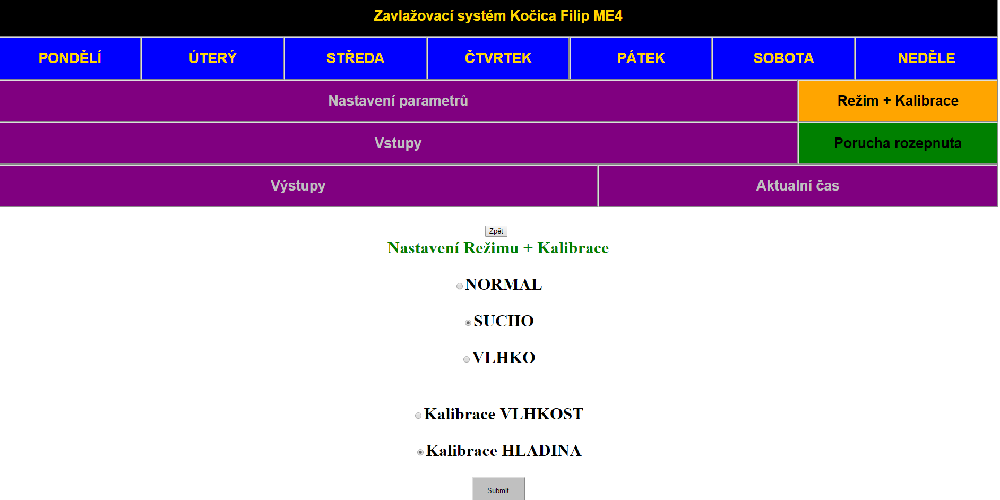 Zavlažovací systém Kočica Filip ME4
PONDĚLÍ ÚTERÝ STŘEDA ČTVRTEK PÁTEK SOBOTA NEDĚLE
Nastavení parametrů Režim + Kalibrace
Vstupy Porucha rozepnuta
Výstupy Aktualní čas
Zpět
Nastavení Režimu + Kalibrace
NORMAL
SUCHO
VLHKO
Kalibrace VLHKOST
Kalibrace HLADINA
Submit